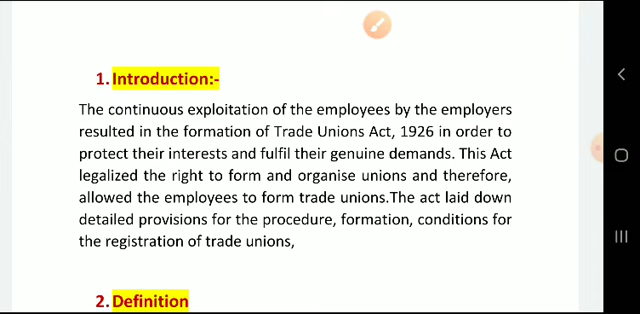 1. Introduction:-
The continuous exploitation of the employees by the employers
resulted in the formation of Trade Unions Act, 1926 in order to
protect their interests and fulfil their genuine demands. This Act
legalized the right to form and organise unions and therefore,
allowed the employees to form trade unions.The act laid down
detailed provisions for the procedure, formation, conditions for
the registration of trade unions,
2. Definition